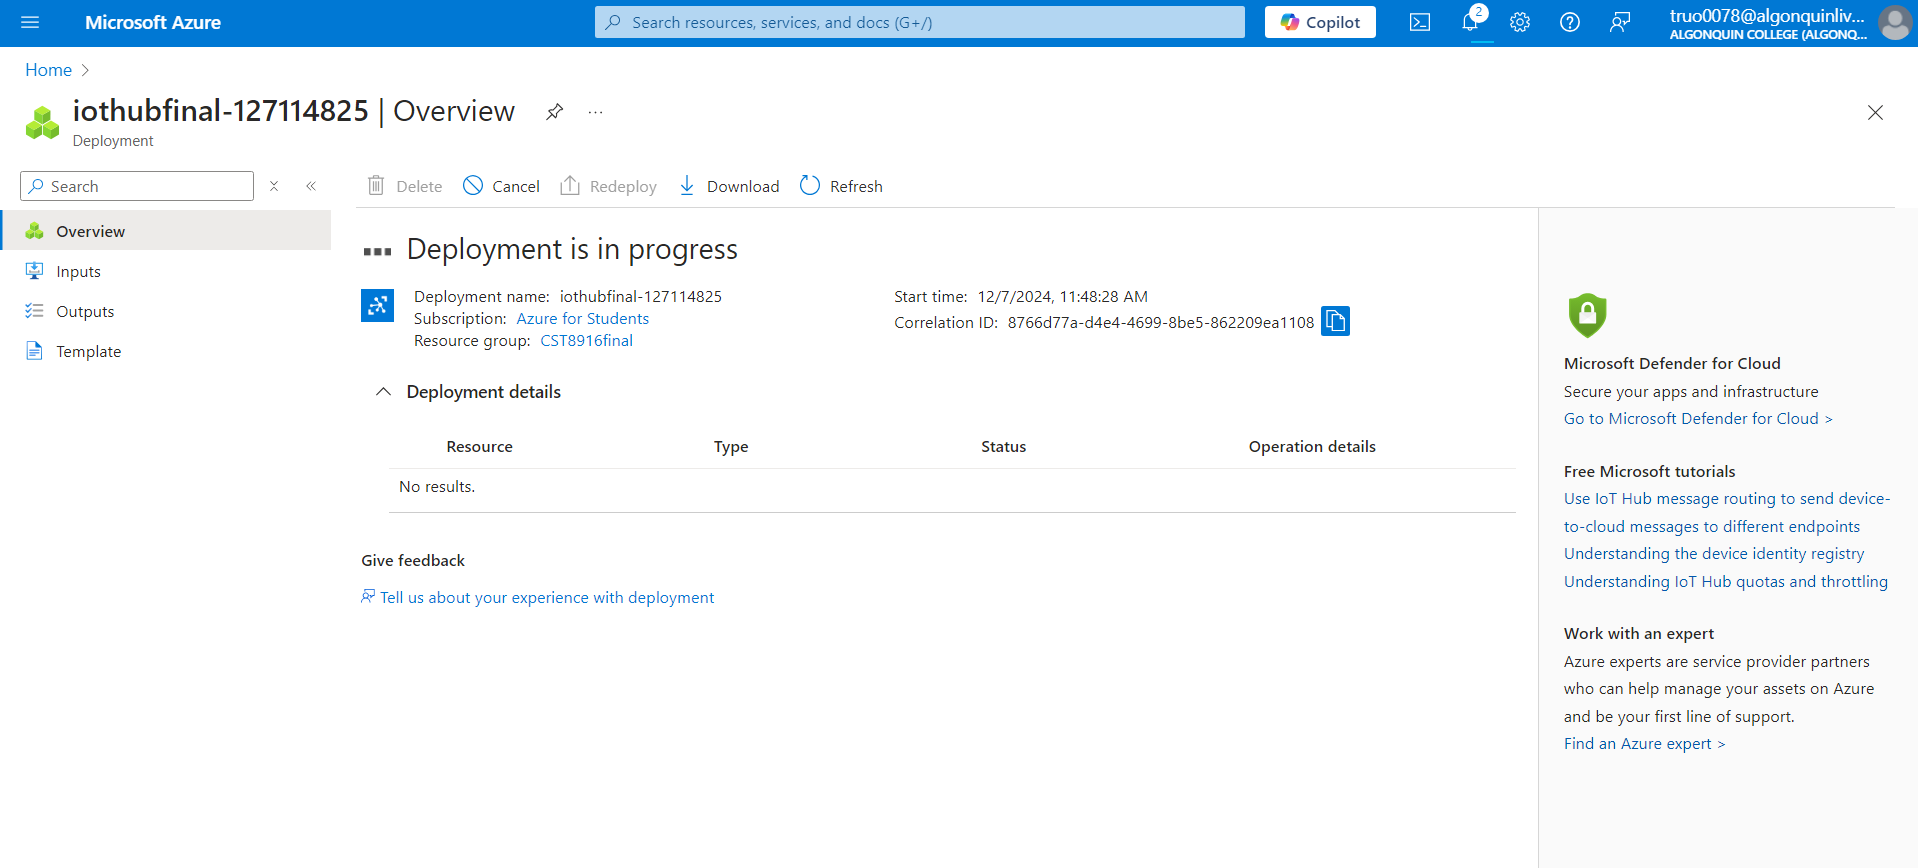 Microsoft Azure
Search resources, services, and docs (G+/)
Copilot
2
truo0078@algonquinliv...
ALGONQUIN COLLEGE (ALGONQ...
Home
iothubfinal-127114825 | Overview
...
Deployment
Search
Delete
Cancel
Redeploy
Download
Refresh
Overview
Inputs
Outputs
Template
Deployment is in progress
Deployment name: iothubfinal-127114825
Subscription: Azure for Students
Resource group: CST8916final
Start time: 12/7/2024, 11:48:28 AM
Correlation ID: 8766d77a-d4e4-4699-8be5-862209ea1108
Deployment details
Resource Type Status Operation details
No results.
Give feedback
Tell us about your experience with deployment
Microsoft Defender for Cloud
Secure your apps and infrastructure
Go to Microsoft Defender for Cloud >
Free Microsoft tutorials
Use IoT Hub message routing to send device-
to-cloud messages to different endpoints
Understanding the device identity registry
Understanding IoT Hub quotas and throttling
Work with an expert
Azure experts are service provider partners
who can help manage your assets on Azure
and be your first line of support.
Find an Azure expert >